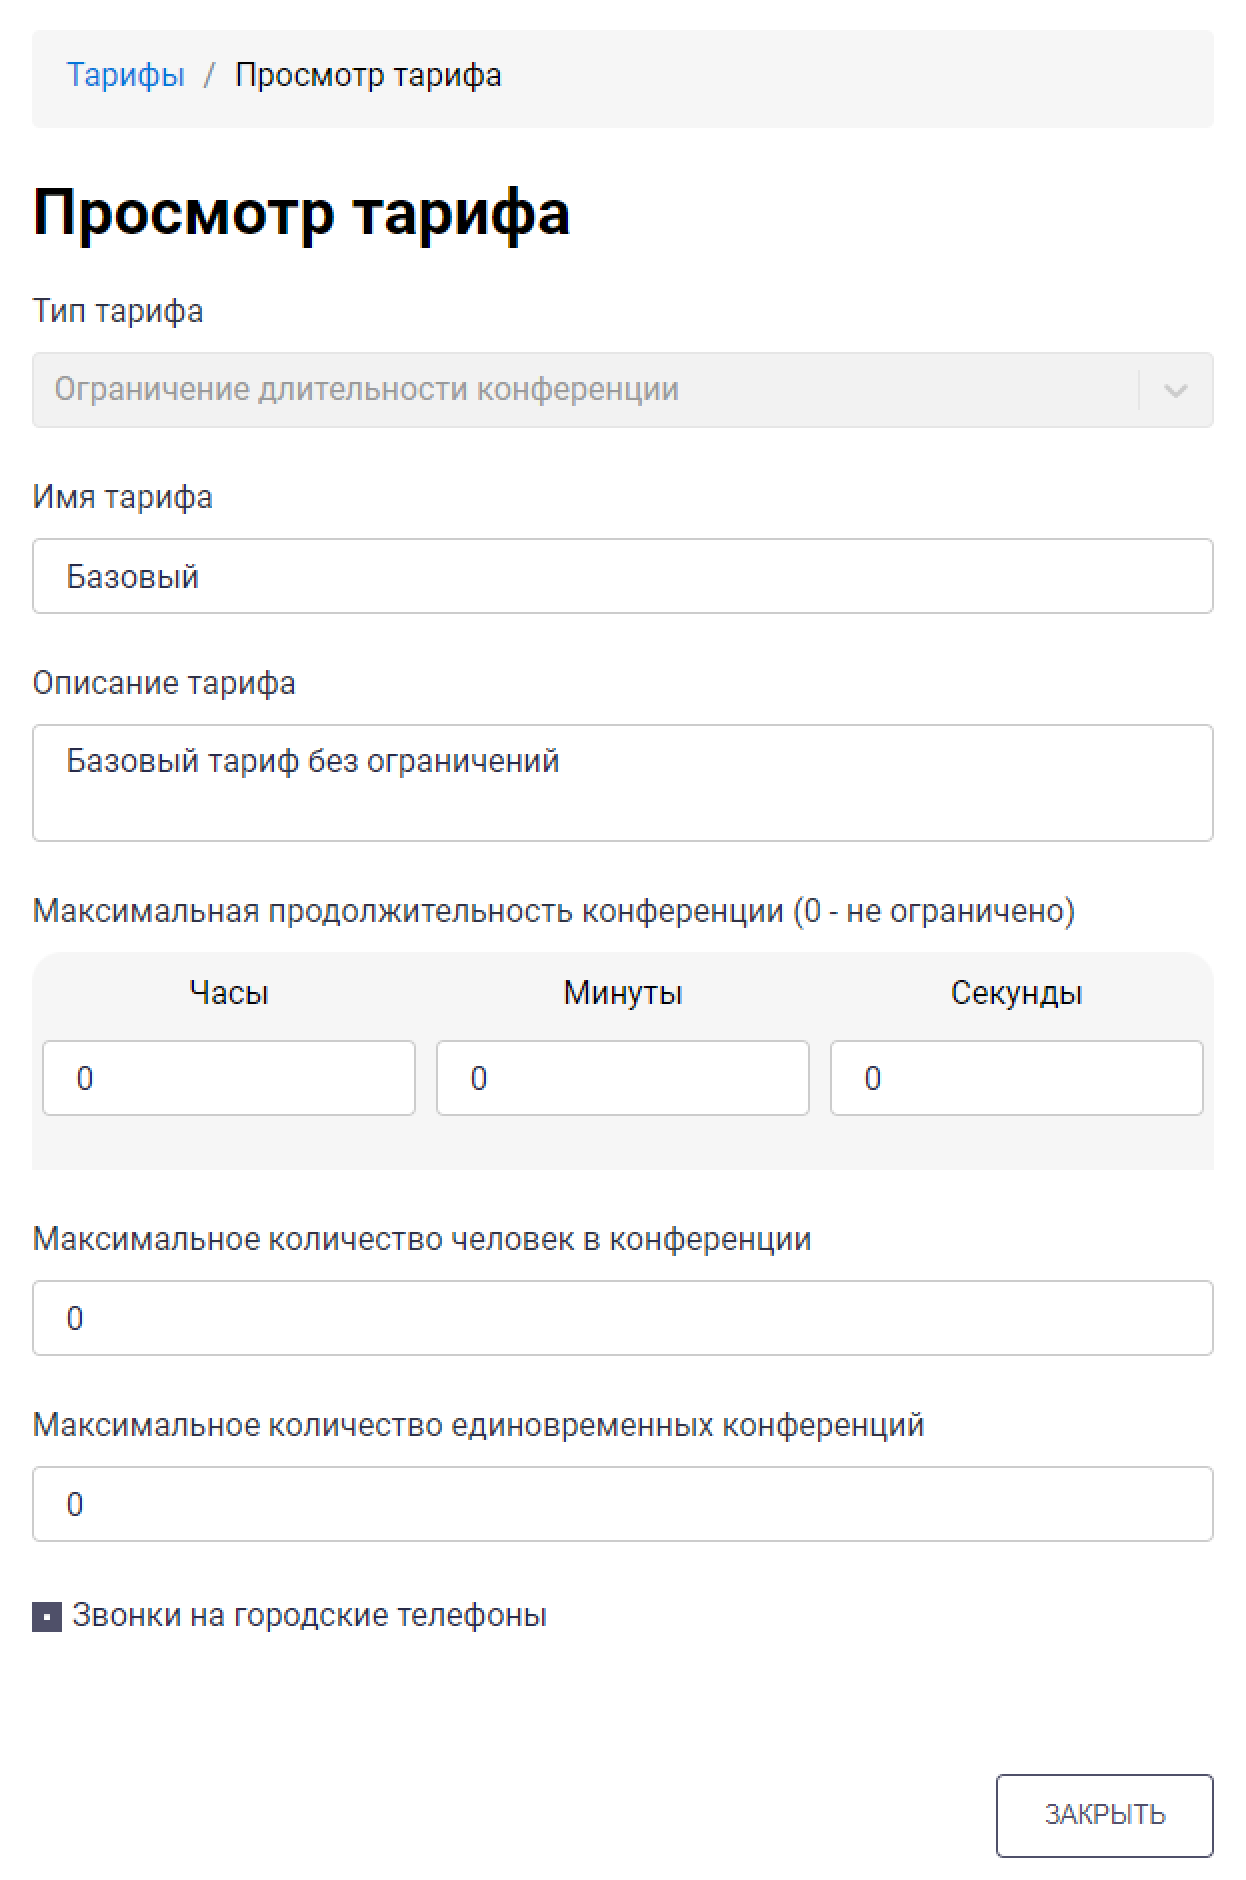 Тарифы / Просмотр тарифа
Просмотр тарифа
Тип тарифа
Ограничение длительности конференции
Имя тарифа
Базовый
Описание тарифа
Базовый тариф без ограничений
Максимальная продолжительность конференции (0 - не ограничено)
Часы Минуты Секунды
0 0 0
Максимальное количество человек в конференции
0
Максимальное количество единовременных конференций
0
Звонки на городские телефоны
ЗАКРЫТЬ